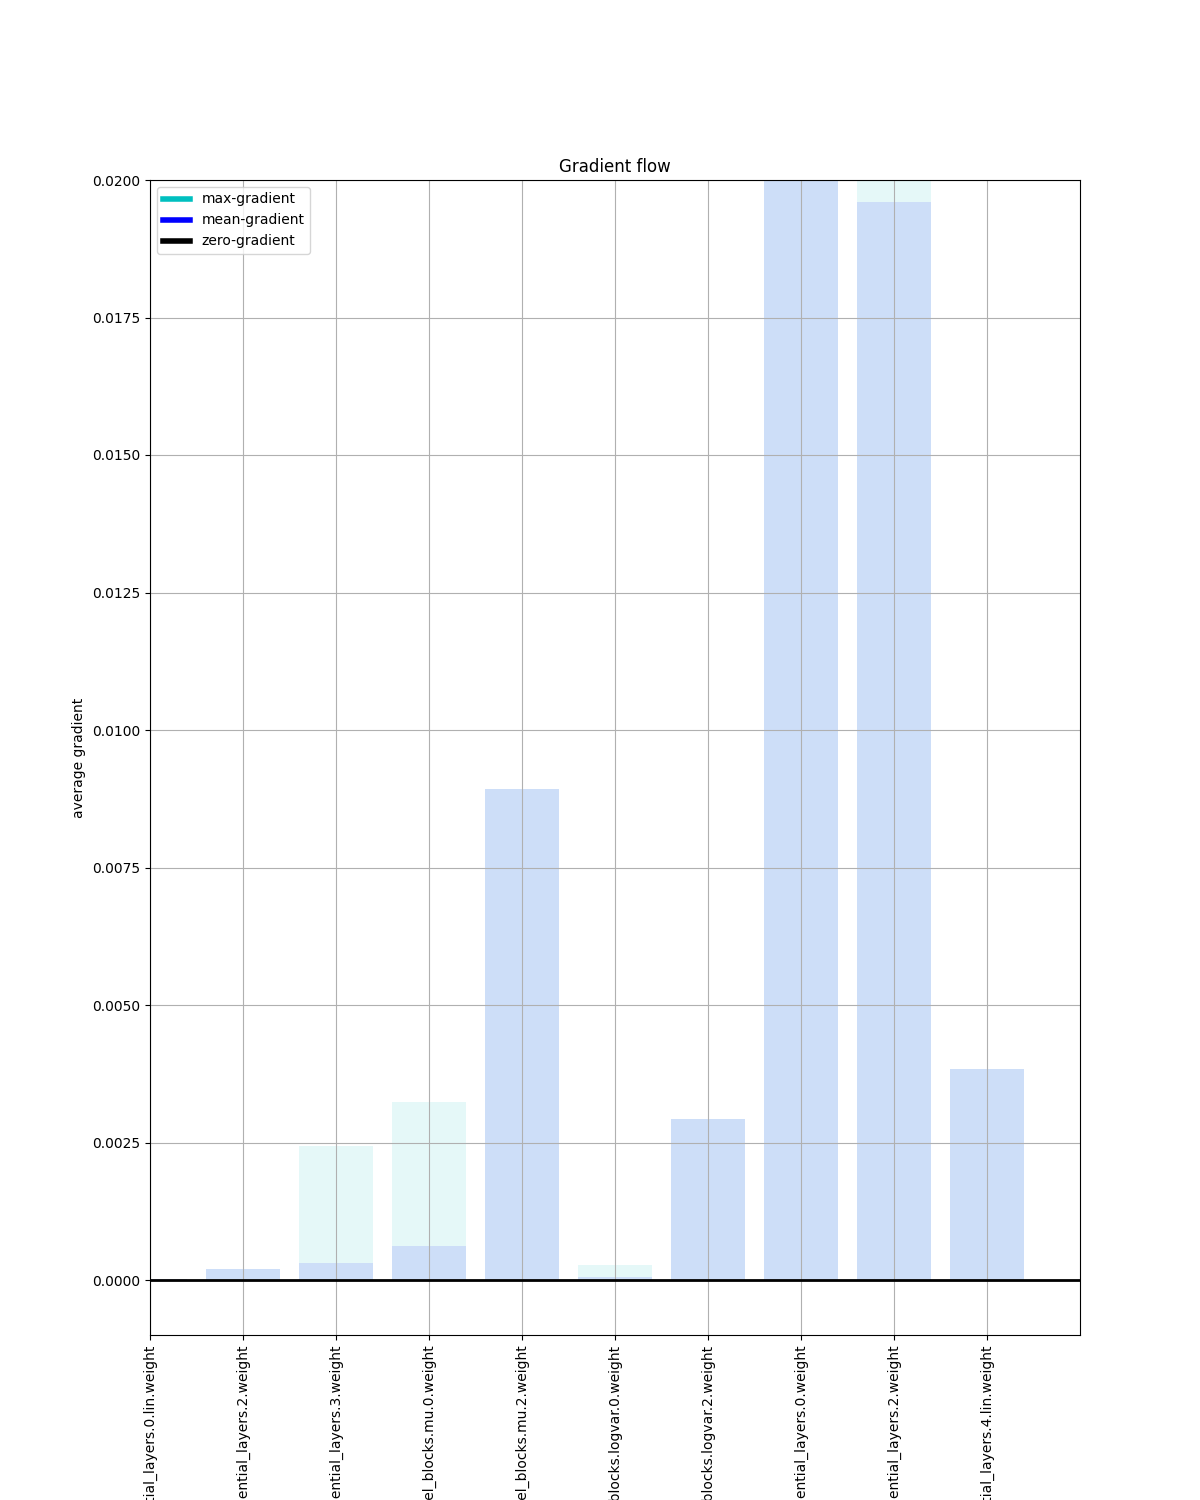 Gradient flow
max-gradient
mean-gradient
zero-gradient
0.0200
0.0175
0.0150
0.0125
0.0100
0.0075
0.0050
0.0025
0.0000
average gradient
tial_layers.0.lin.weight
ential_layers.2.weight
ential_layers.3.weight
el_blocks.mu.0.weight
el_blocks.mu.2.weight
blocks.logvar.0.weight
blocks.logvar.2.weight
ential_layers.0.weight
ential_layers.2.weight
tial_layers.4.lin.weight